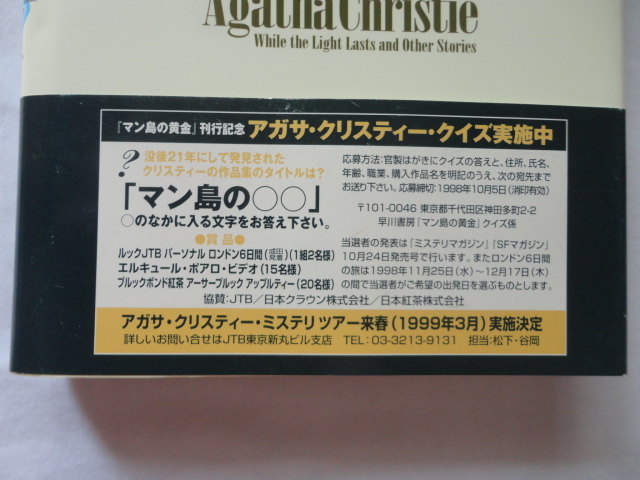 Agatha Christie
While the Light Lasts and Other Stories
『マン島の黄金』刊行記念 アガサ・クリスティー・クイズ実施中
? 没後21年にして発見された
クリスティーの作品集のタイトルは?
「マン島の○○」
○のなかに入る文字をお答え下さい。
●賞品●
ルックJTB パーソナル ロンドン6日間(成田発着)(1組2名様)
エルキュール・ポアロ・ビデオ(15名様)
ブルックボンド紅茶 アーサーブルック アップルティー(20名様)
応募方法:官製はがきにクイズの答えと、住所、氏名、
年齢、職業、購入作品名を明記のうえ、次の宛先まで
お送り下さい。応募締切:1998年10月5日(消印有効)
〒101-0046 東京都千代田区神田多町2-2
早川書房『マン島の黄金』クイズ係
当選者の発表は『ミステリマガジン』『SFマガジン』
10月24日発売号で行います。またロンドン6日間
の旅は1998年11月25日(水)~12月17日(木)
の間で当選者がご希望の出発日を選ぶものとします。
協賛:JTB/日本クラウン株式会社/日本紅茶株式会社
アガサ・クリスティー・ミステリツアー来春(1999年3月)実施決定
詳しいお問い合せはJTB東京新丸ビル支店 TEL:03-3213-9131 担当:松下・谷岡